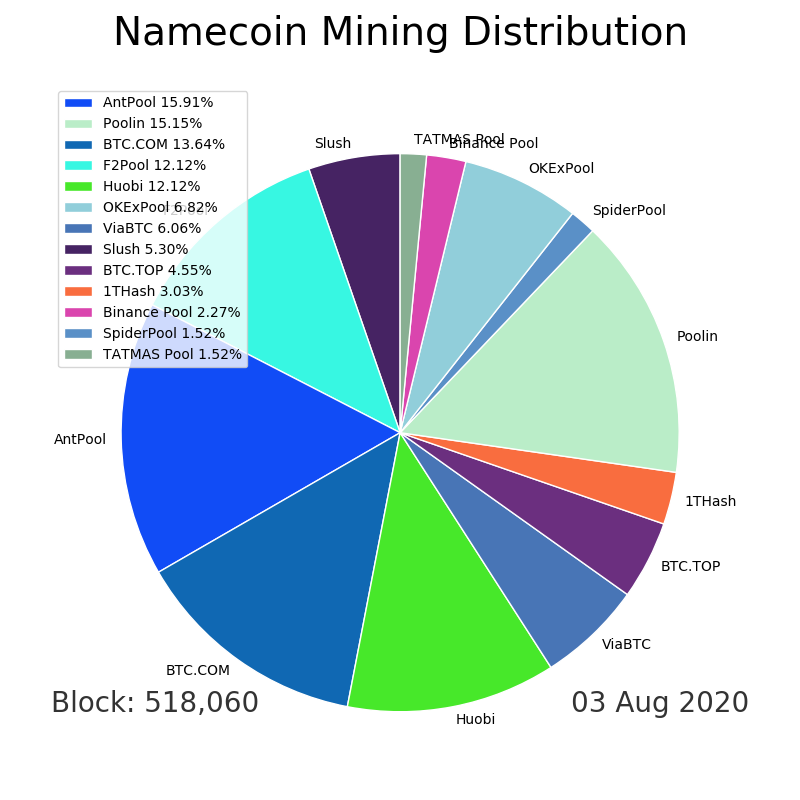 Namecoin Mining Distribution
AntPool 15.91%
Poolin 15.15%
BTC.COM 13.64%
F2Pool 12.12%
Huobi 12.12%
OKExPool 6.82%
ViaBTC 6.06%
Slush 5.30%
BTC.TOP 4.55%
1THash 3.03%
Binance Pool 2.27%
SpiderPool 1.52%
TATMAS Pool 1.52%
Slush
TATMAS Pool
Binance Pool
OKExPool
SpiderPool
F2Pool
Poolin
AntPool
1THash
BTC.TOP
ViaBTC
BTC.COM
Huobi
Block: 518,060
03 Aug 2020